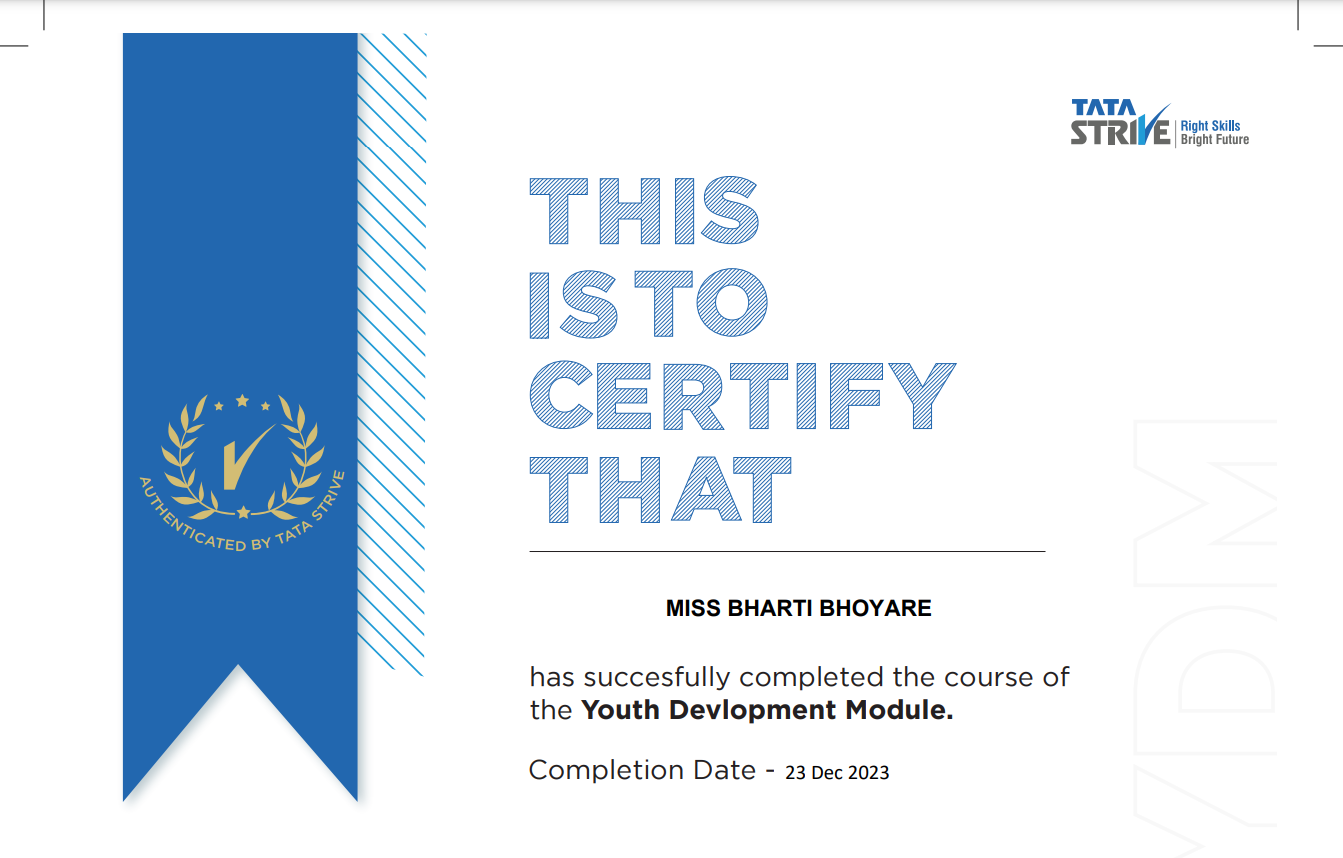 TATA
STRIVE
Right Skills
Bright Future
THIS
IS TO
CERTIFY
THAT
AUTHENTICATED BY TATA STRIVE
MISS BHARTI BHOYARE
has succesfully completed the course of
the Youth Devlopment Module.
Completion Date - 23 Dec 2023
YDM